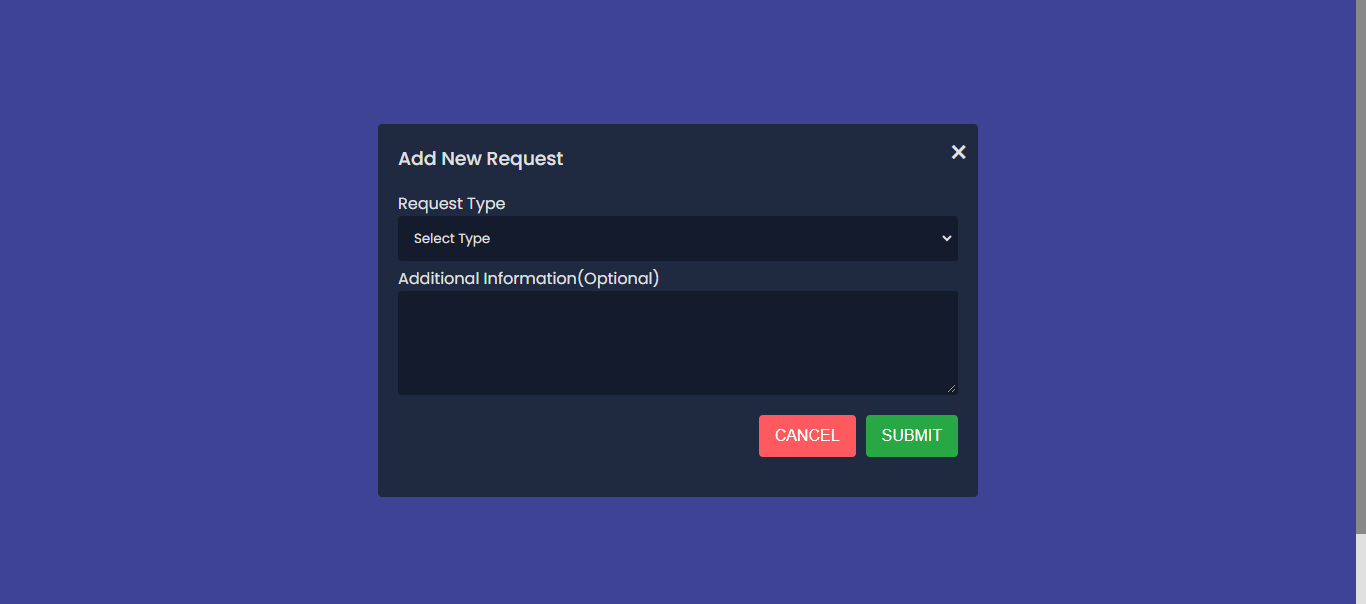 Add New Request
×
Request Type
Select Type
Additional Information(Optional)
CANCEL SUBMIT